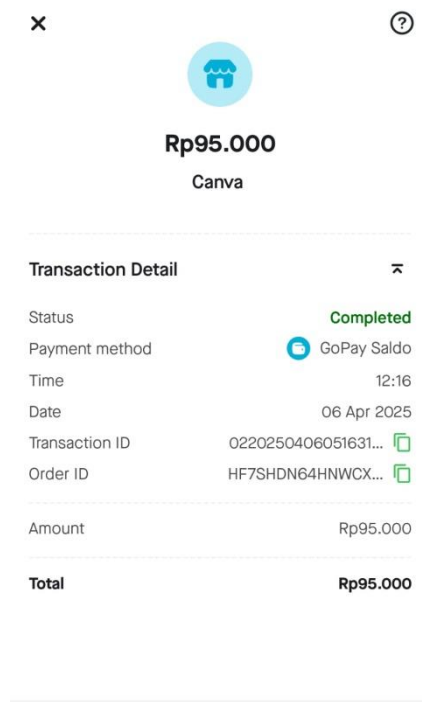 Rp95.000
Canva
Transaction Detail
Status Completed
Payment method GoPay Saldo
Time 12:16
Date 06 Apr 2025
Transaction ID 0220250406051631...
Order ID HF7SHDN64HNWCX...
Amount Rp95.000
Total Rp95.000